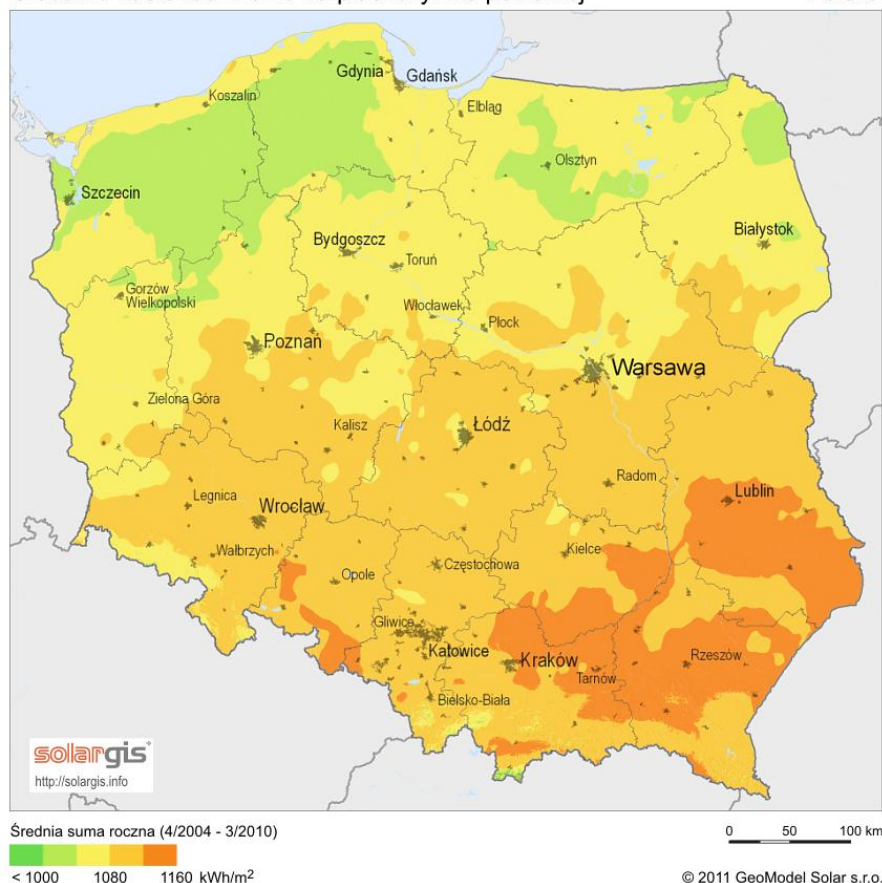 Gdynia
Gdańsk
Koszalin
Elbląg
Olsztyn
Szczecin
Bydgoszcz
Białystok
Toruń
Gorzów
Wielkopolski
Włocławek
Płock
Poznań
Warsawa
Zielona Góra
Kalisz
Łódź
Radom
Lublin
Legnica
Wrocław
Wałbrzych
Kielce
Opole
Częstochowa
Gliwice
Katowice
Kraków
Rzeszów
Tarnów
Bielsko-Biała
solargis
http://solargis.info
Średnia suma roczna (4/2004 - 3/2010)
0 50 100 km
< 1000 1080 1160 kWh/m²
© 2011 GeoModel Solar s.r.o.